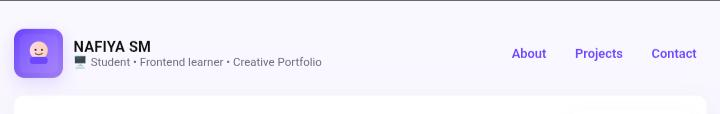 NAFIYA SM
🖥️ Student • Frontend learner • Creative Portfolio
About Projects Contact